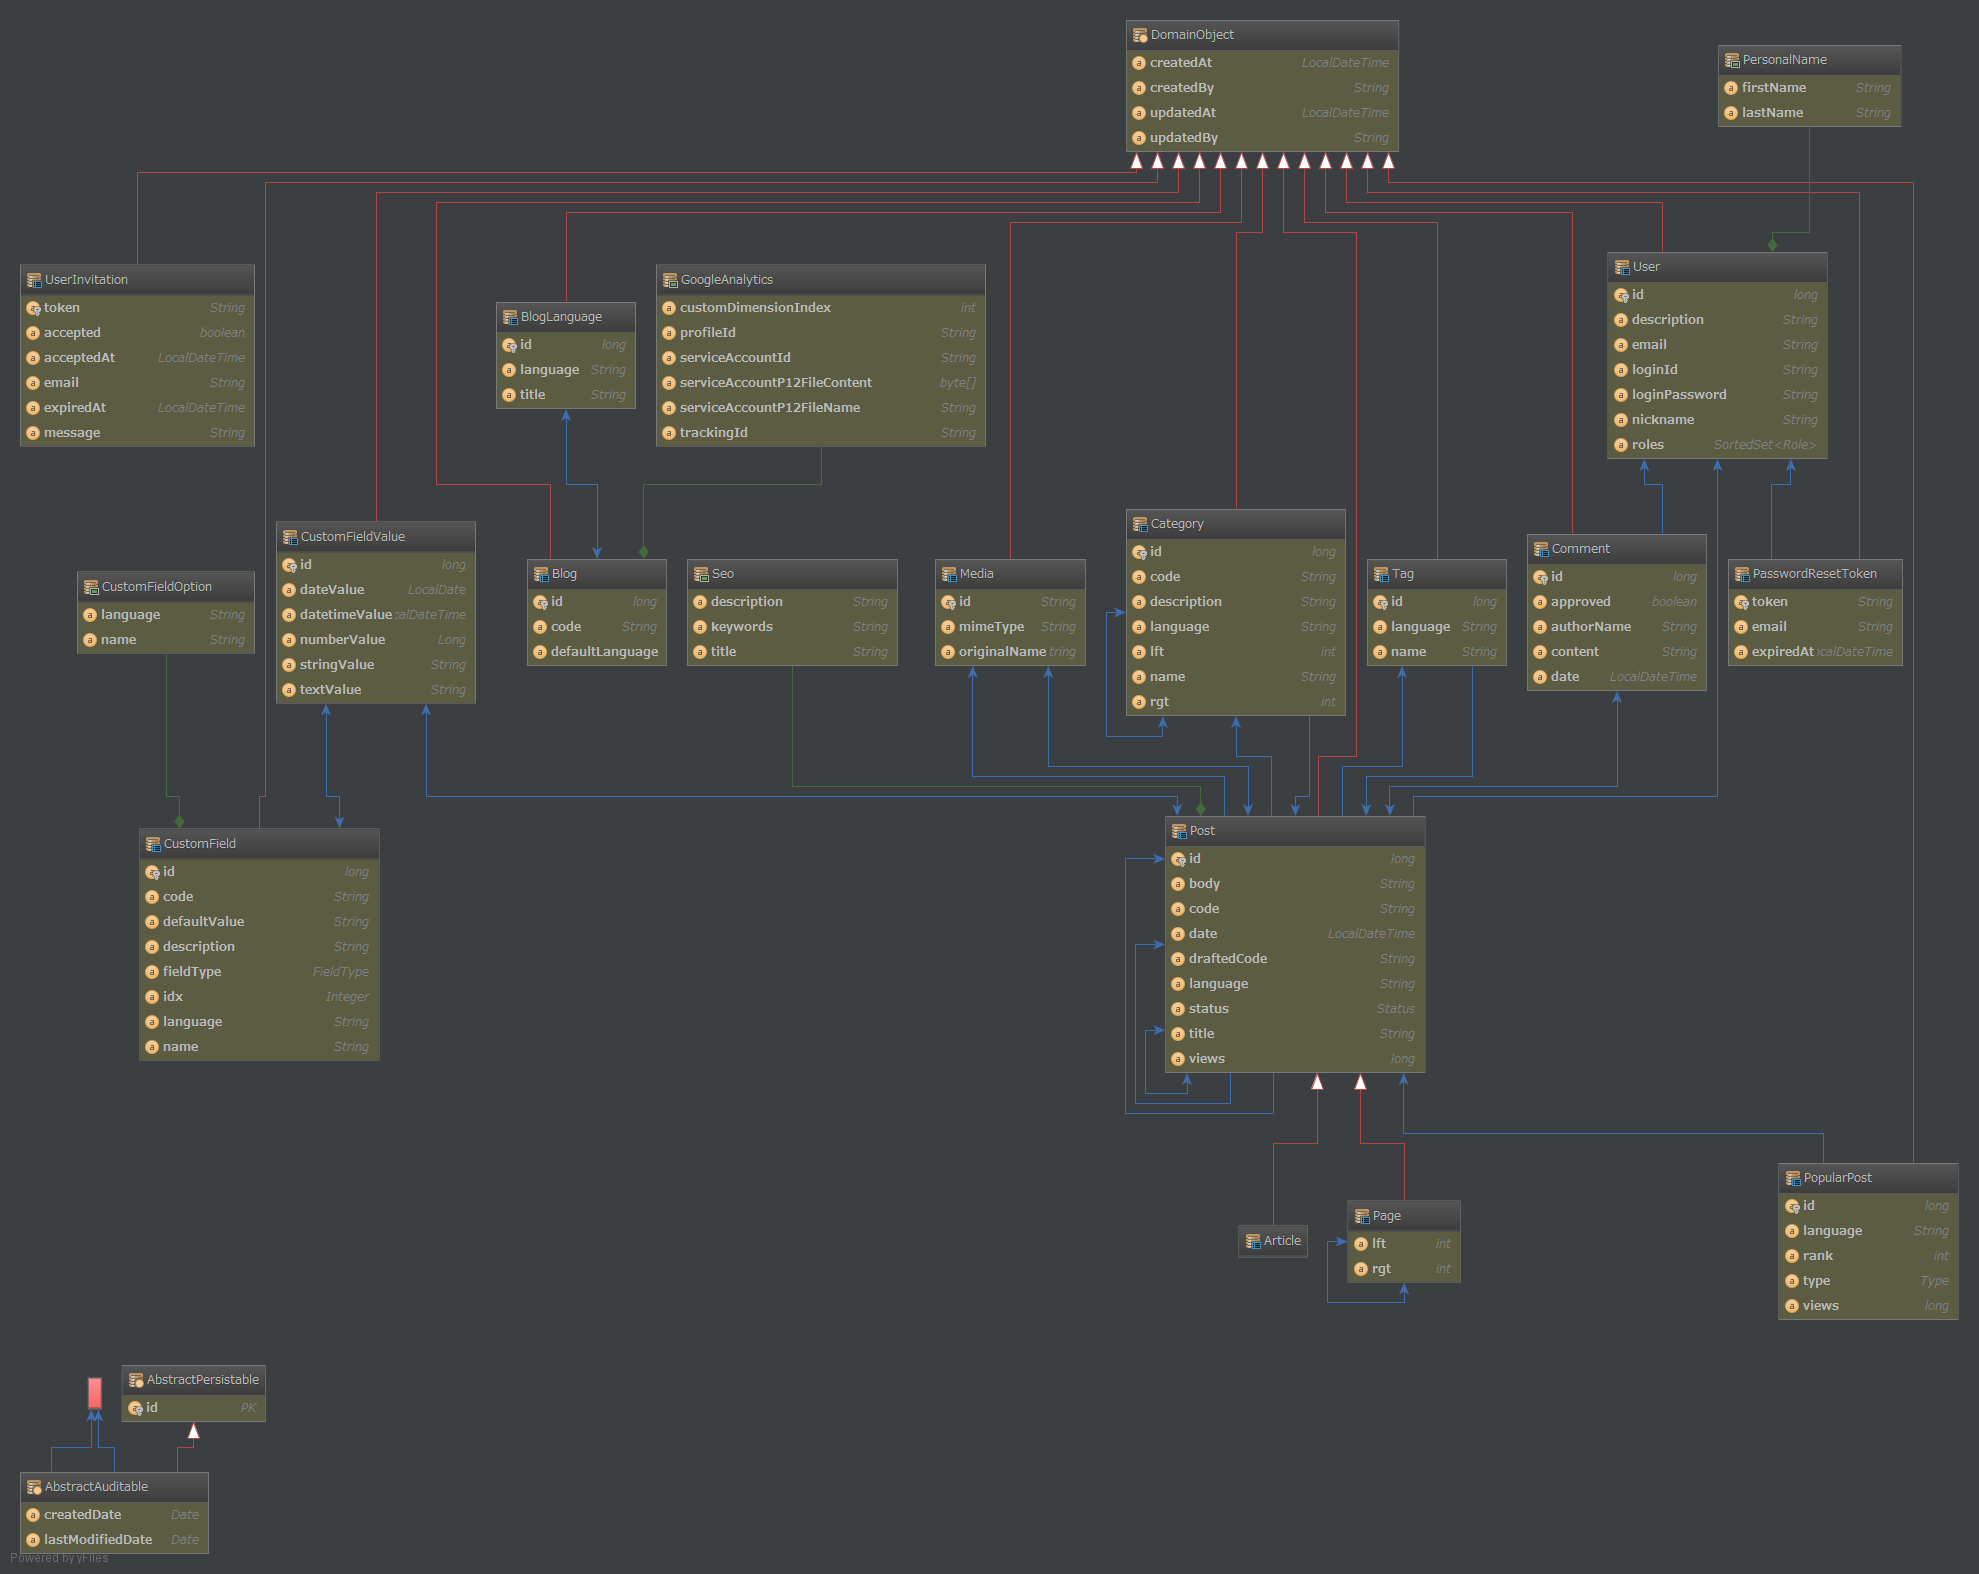 DomainObject
createdAt LocalDateTime
createdBy String
updatedAt LocalDateTime
updatedBy String
PersonalName
firstName String
lastName String
UserInvitation
token String
accepted boolean
acceptedAt LocalDateTime
email String
expiredAt LocalDateTime
message String
BlogLanguage
id long
language String
title String
GoogleAnalytics
customDimensionIndex int
profileId String
serviceAccountId String
serviceAccountP12FileContent byte[]
serviceAccountP12FileName String
trackingId String
User
id long
description String
email String
loginId String
loginPassword String
nickname String
roles SortedSet<Role>
CustomFieldOption
language String
name String
CustomFieldValue
id long
dateValue LocalDate
datetimeValue calDateTime
numberValue Long
stringValue String
textValue String
Blog
id long
code String
defaultLanguage
Seo
description String
keywords String
title String
Media
id String
mimeType String
originalName tring
Category
id long
code String
description String
language String
lft int
name String
rgt int
Tag
id long
language String
name String
Comment
id long
approved boolean
authorName String
content String
date LocalDateTime
PasswordResetToken
token String
email String
expiredAt ocalDateTime
CustomField
id long
code String
defaultValue String
description String
fieldType FieldType
idx Integer
language String
name String
Post
id long
body String
code String
date LocalDateTime
draftedCode String
language String
status Status
title String
views long
Article
Page
lft int
rgt int
PopularPost
id long
language String
rank int
type Type
views long
AbstractPersistable
id PK
AbstractAuditable
createdDate Date
lastModifiedDate Date
Powered by yFiles